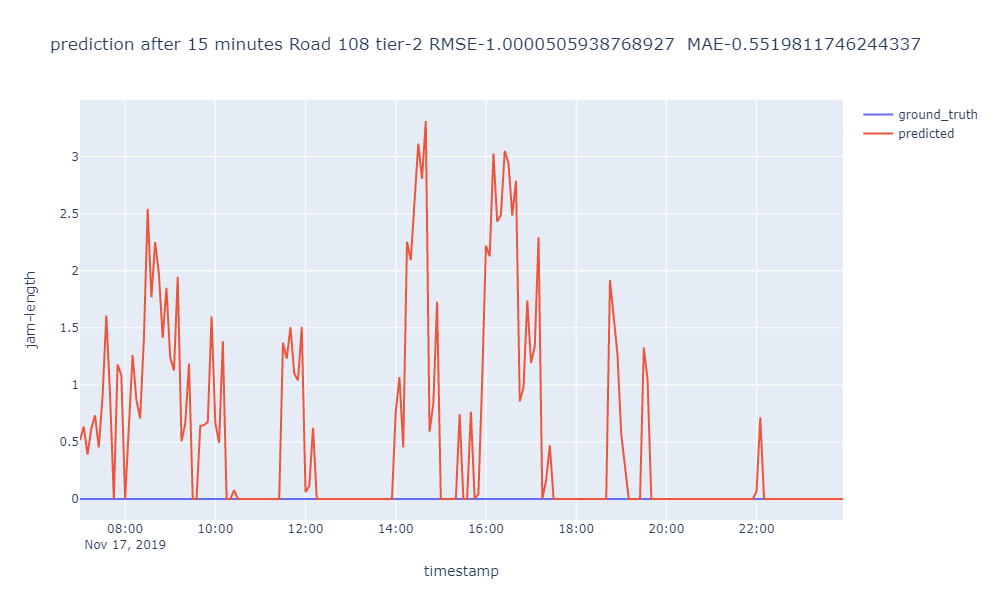 prediction after 15 minutes Road 108 tier-2 RMSE-1.0000505938768927  MAE-0.5519811746244337
ground_truth
predicted
jam-length
3
2.5
2
1.5
1
0.5
0
08:00 10:00 12:00 14:00 16:00 18:00 20:00 22:00
Nov 17, 2019
timestamp